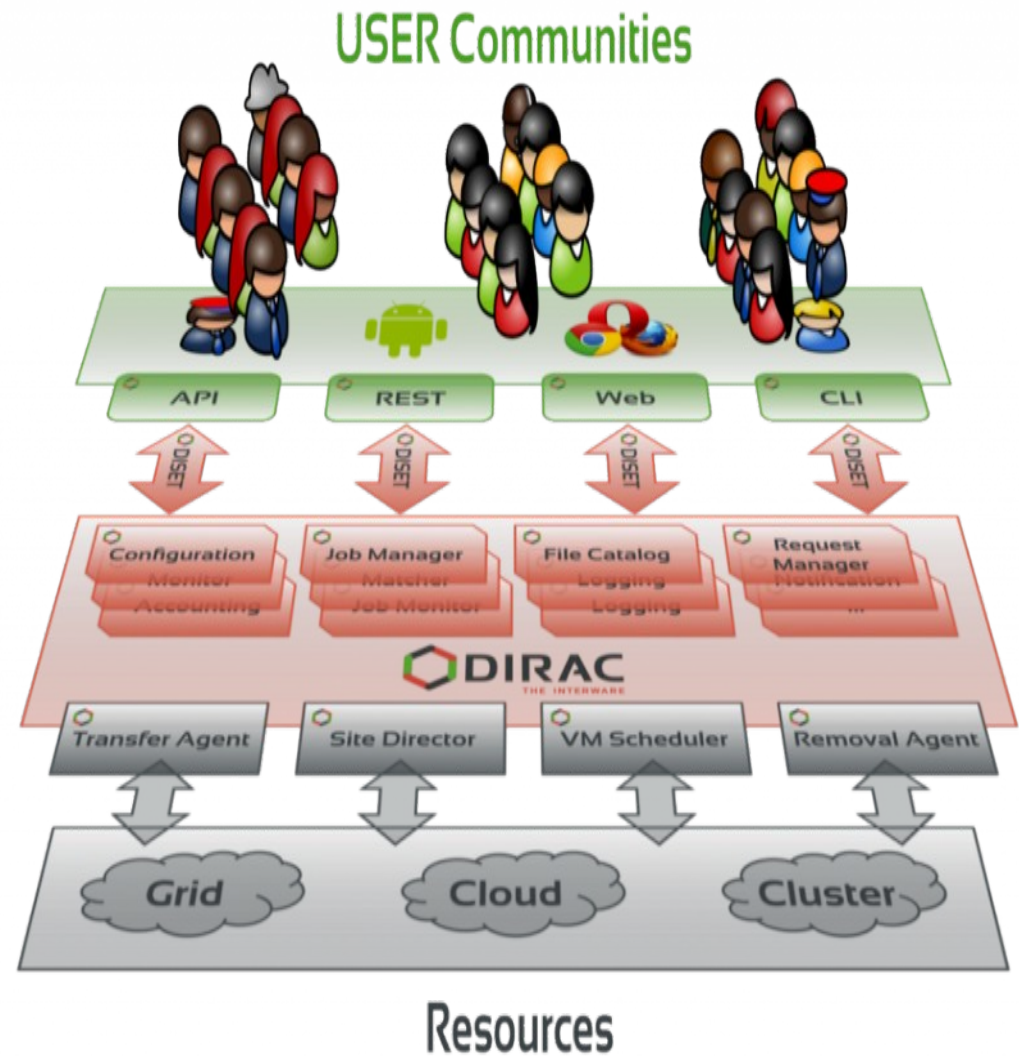 USER Communities
API
REST
Web
CLI
DISET
DISET
DISET
DISET
Configuration
Monitor
Accounting
Job Manager
Matcher
Job Monitor
File Catalog
Logging
Logging
Request
Manager
Notification
...
DIRAC
THE INTERWARE
Transfer Agent
Site Director
VM Scheduler
Removal Agent
Grid
Cloud
Cluster
Resources